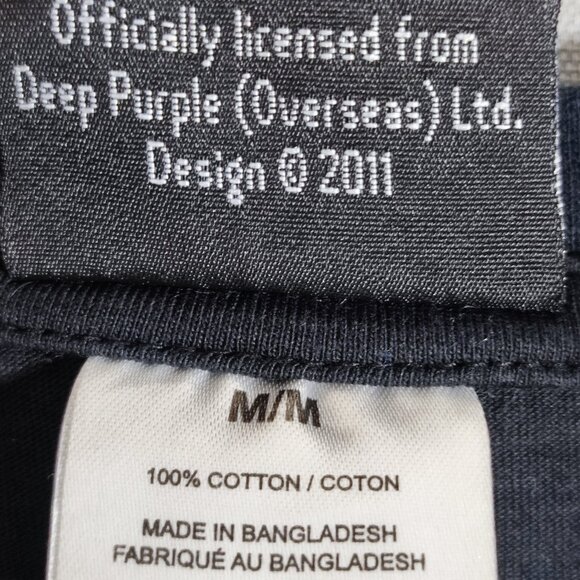 Officially licensed from
Deep Purple (Overseas) Ltd.
Design © 2011
M/M
100% COTTON / COTON
MADE IN BANGLADESH
FABRIQUÉ AU BANGLADESH